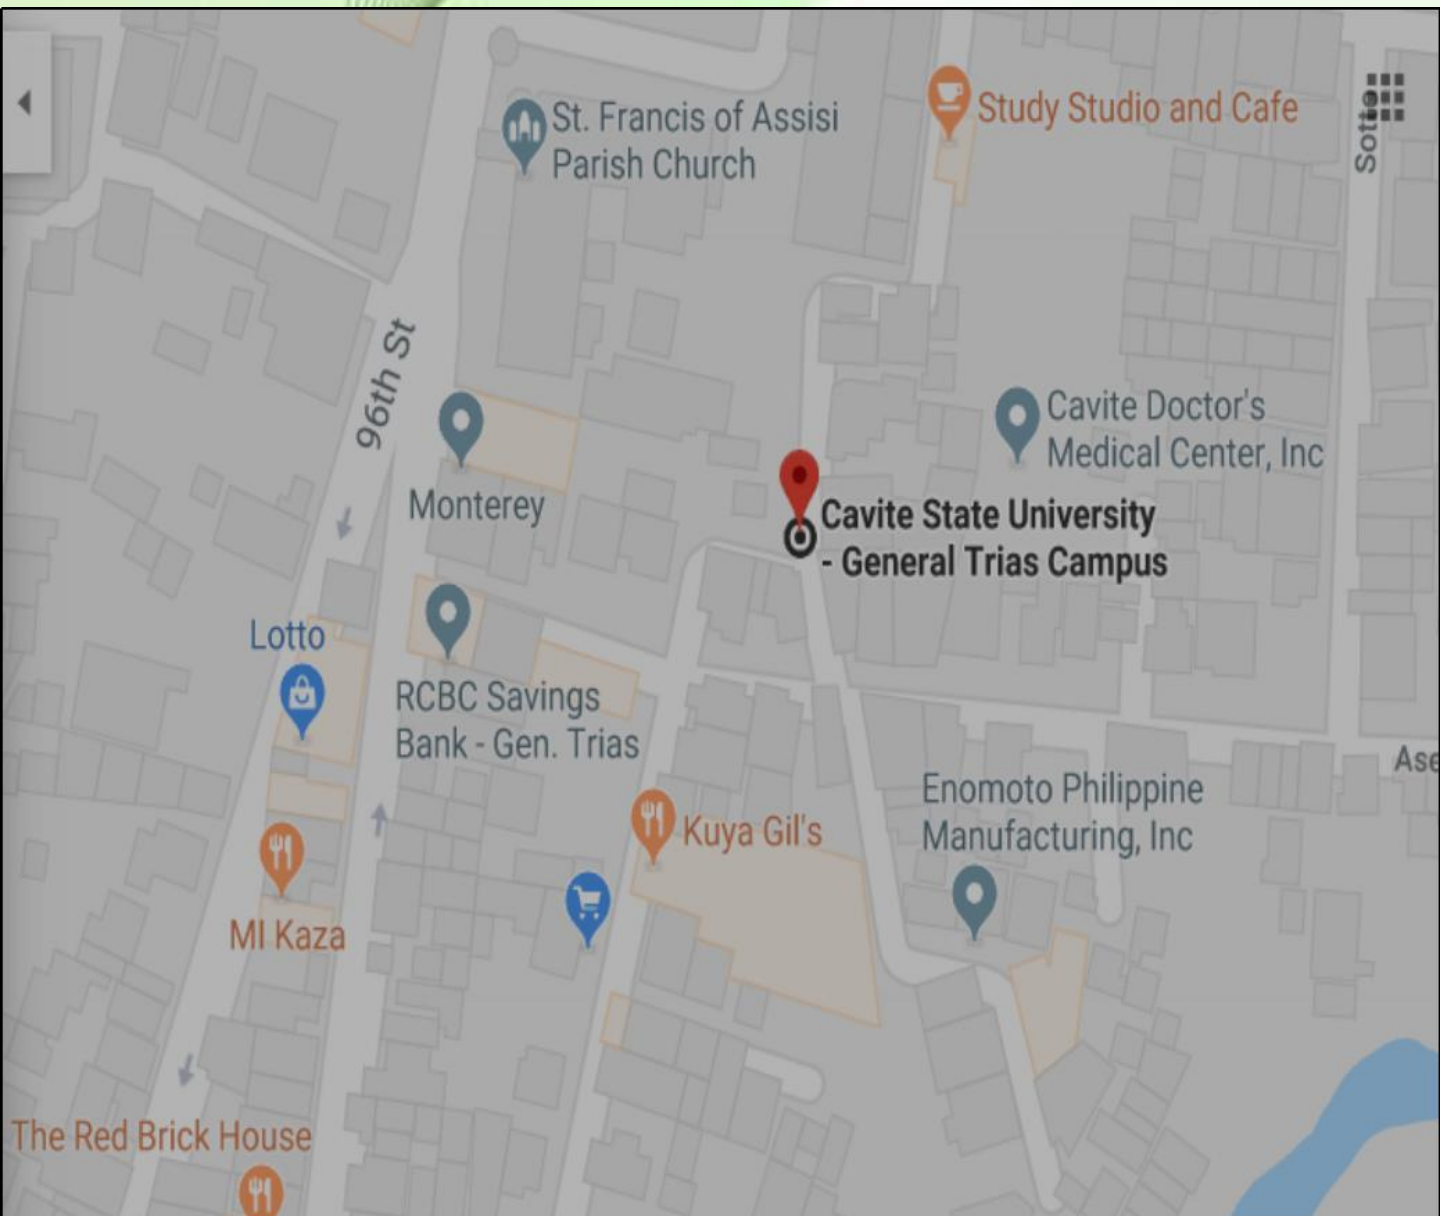 St. Francis of Assisi
Parish Church
Study Studio and Cafe
96th St
Cavite Doctor's
Medical Center, Inc
Monterey
Cavite State University
- General Trias Campus
Lotto
RCBC Savings
Bank - Gen. Trias
Enomoto Philippine
Manufacturing, Inc
Kuya Gil's
MI Kaza
The Red Brick House